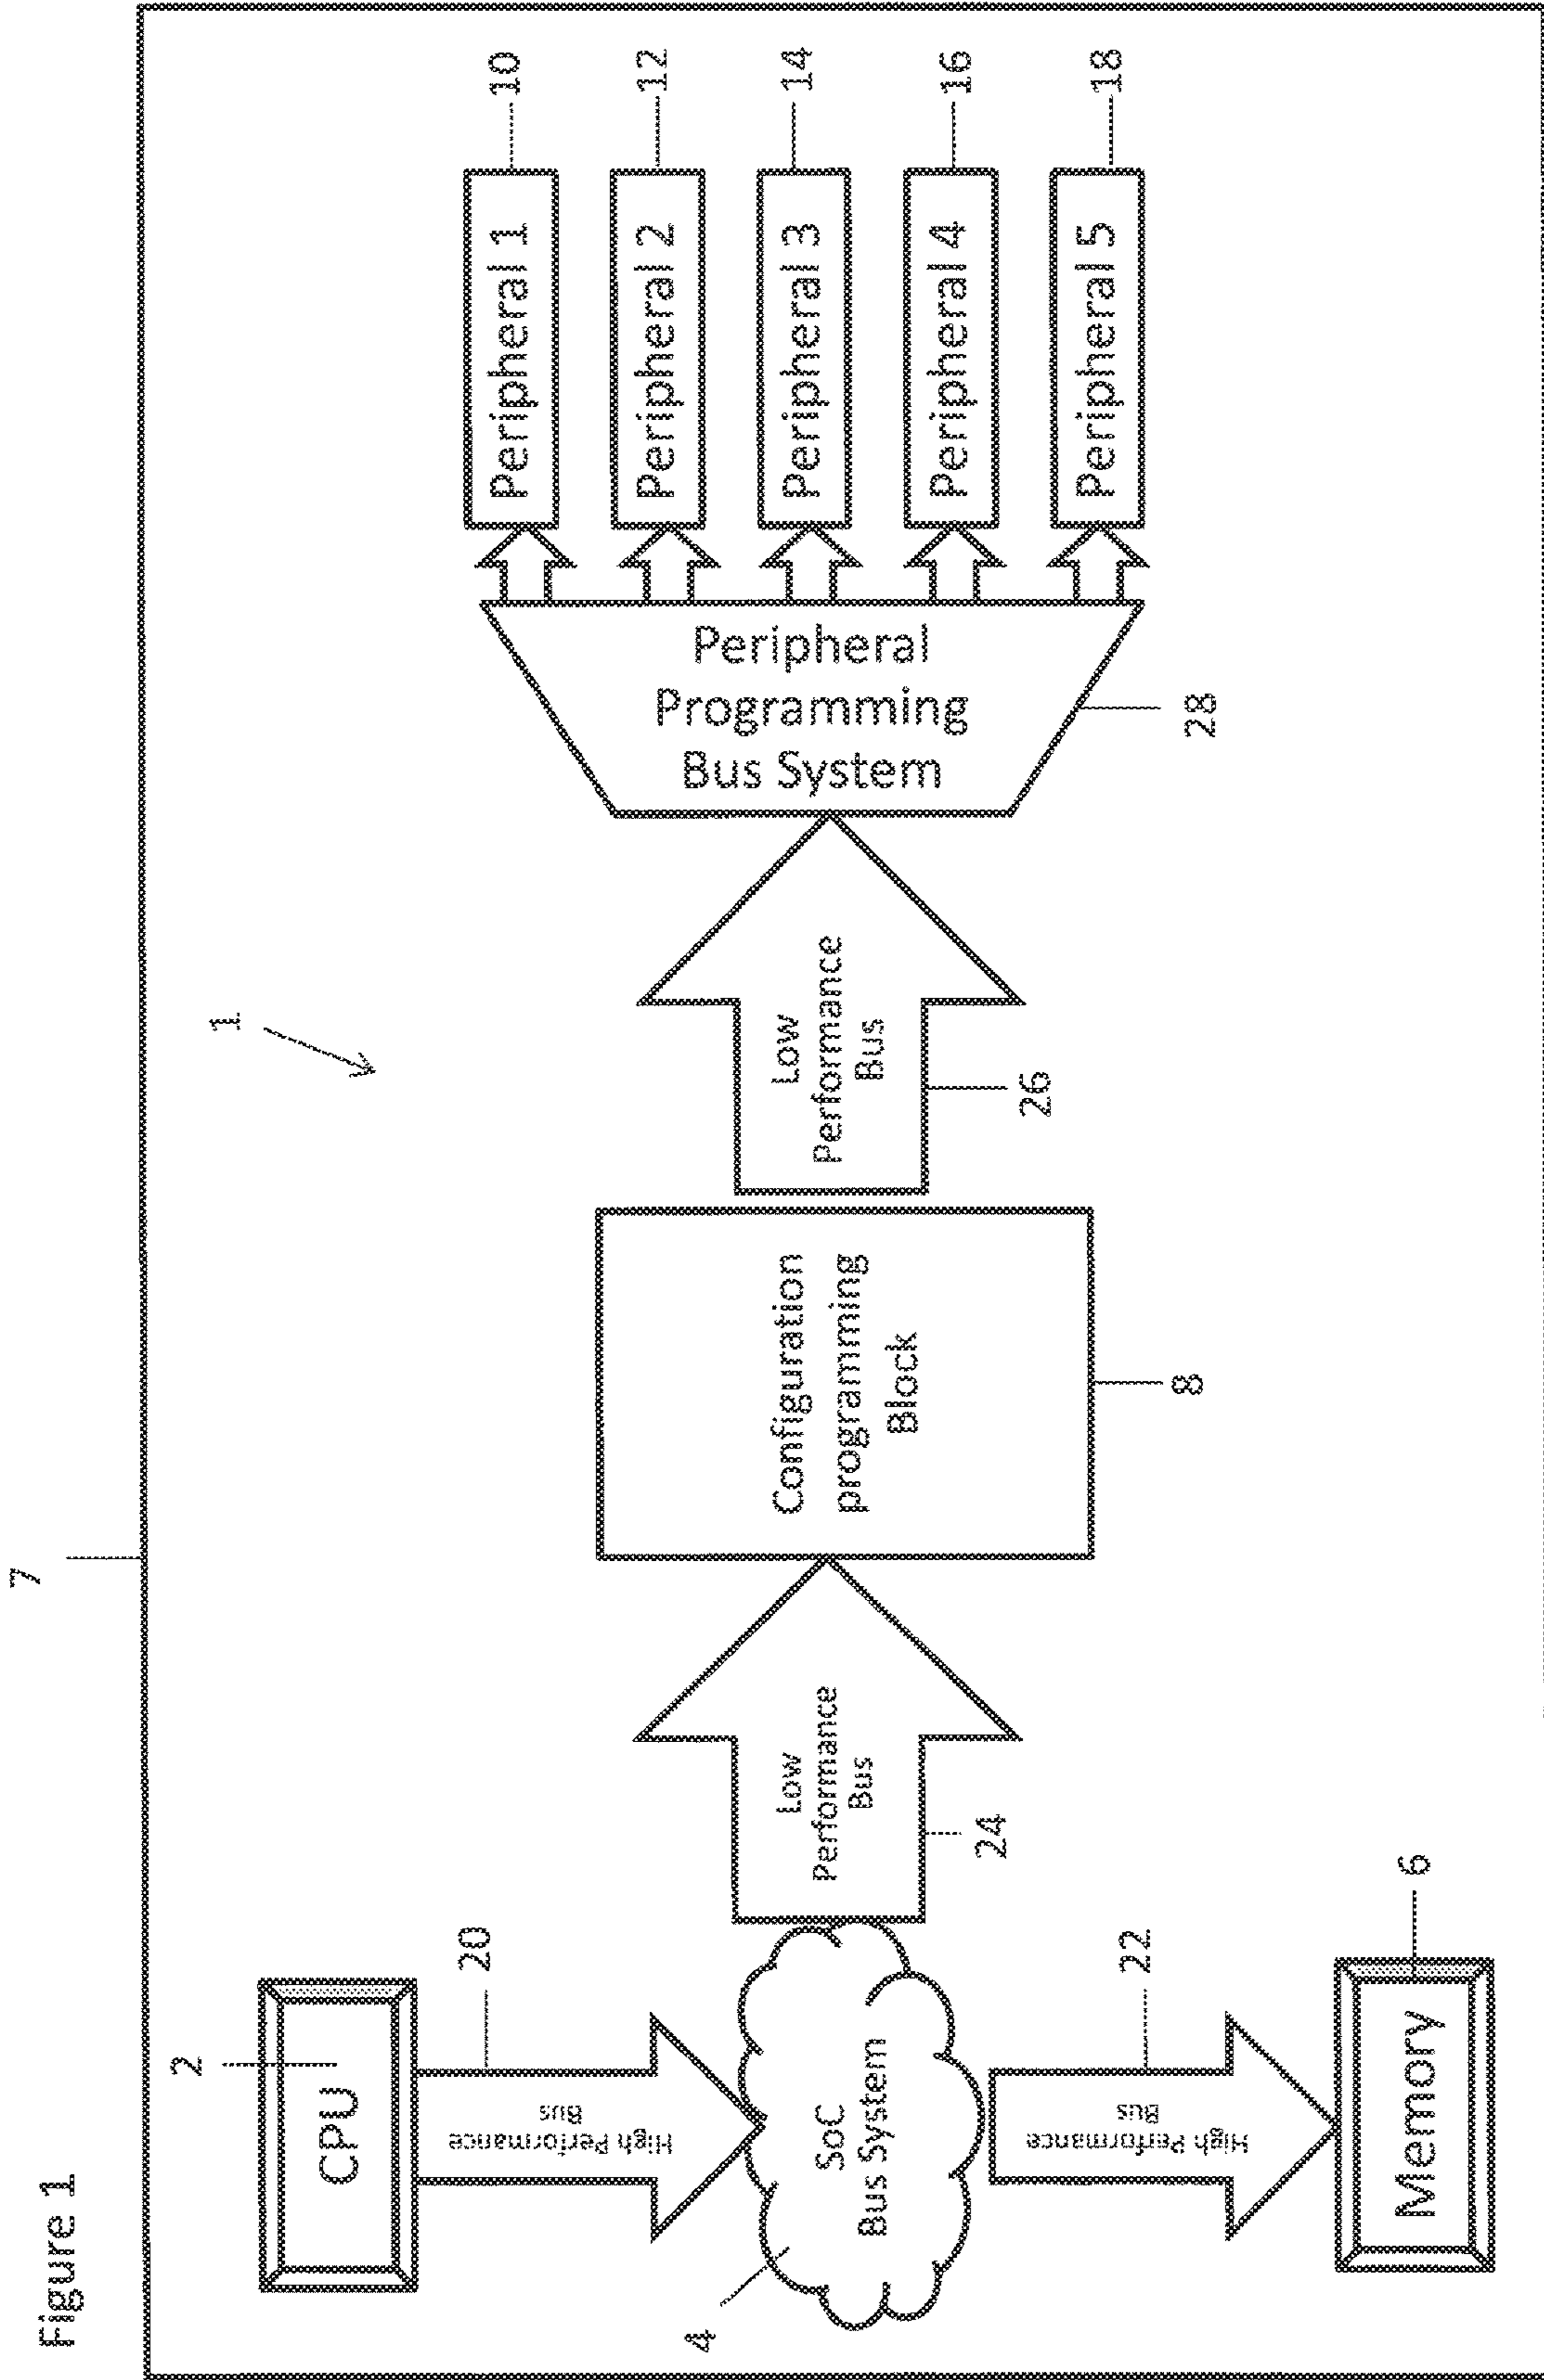 Figure 1
7
1
2
CPU
20
High Performance
Bus
4
SoC
Bus System
22
High Performance
Bus
6
Memory
Low
Performance
Bus
24
Configuration
programming
Block
8
Low
Performance
Bus
26
Peripheral
Programming
Bus System
28
Peripheral 1
10
Peripheral 2
12
Peripheral 3
14
Peripheral 4
16
Peripheral 5
18